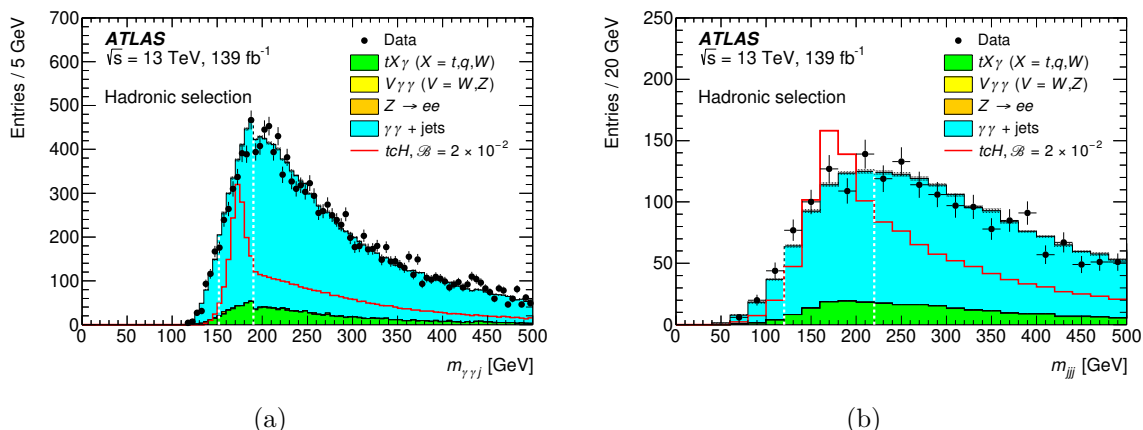 Entries / 5 GeV
700
600
500
400
300
200
100
0
ATLAS
√s = 13 TeV, 139 fb⁻¹
Hadronic selection
Data
tXγ (X = t,q,W)
Vγγ (V = W,Z)
Z → ee
γγ + jets
tcH, ℬ = 2 × 10⁻²
0 50 100 150 200 250 300 350 400 450 500
m_γγj [GeV]
(a)
Entries / 20 GeV
250
200
150
100
50
0
ATLAS
√s = 13 TeV, 139 fb⁻¹
Hadronic selection
Data
tXγ (X = t,q,W)
Vγγ (V = W,Z)
Z → ee
γγ + jets
tcH, ℬ = 2 × 10⁻²
0 50 100 150 200 250 300 350 400 450 500
m_jjj [GeV]
(b)